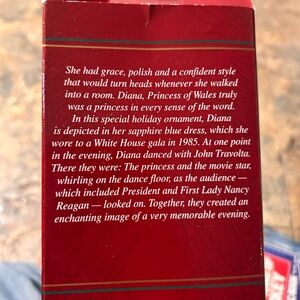 She had grace, polish and a confident style
that would turn heads whenever she walked
into a room. Diana, Princess of Wales truly
was a princess in every sense of the word.
In this special holiday ornament, Diana
is depicted in her sapphire blue dress, which she
wore to a White House gala in 1985. At one point
in the evening, Diana danced with John Travolta.
There they were: The princess and the movie star,
whirling on the dance floor, as the audience —
which included President and First Lady Nancy
Reagan — looked on. Together, they created an
enchanting image of a very memorable evening.